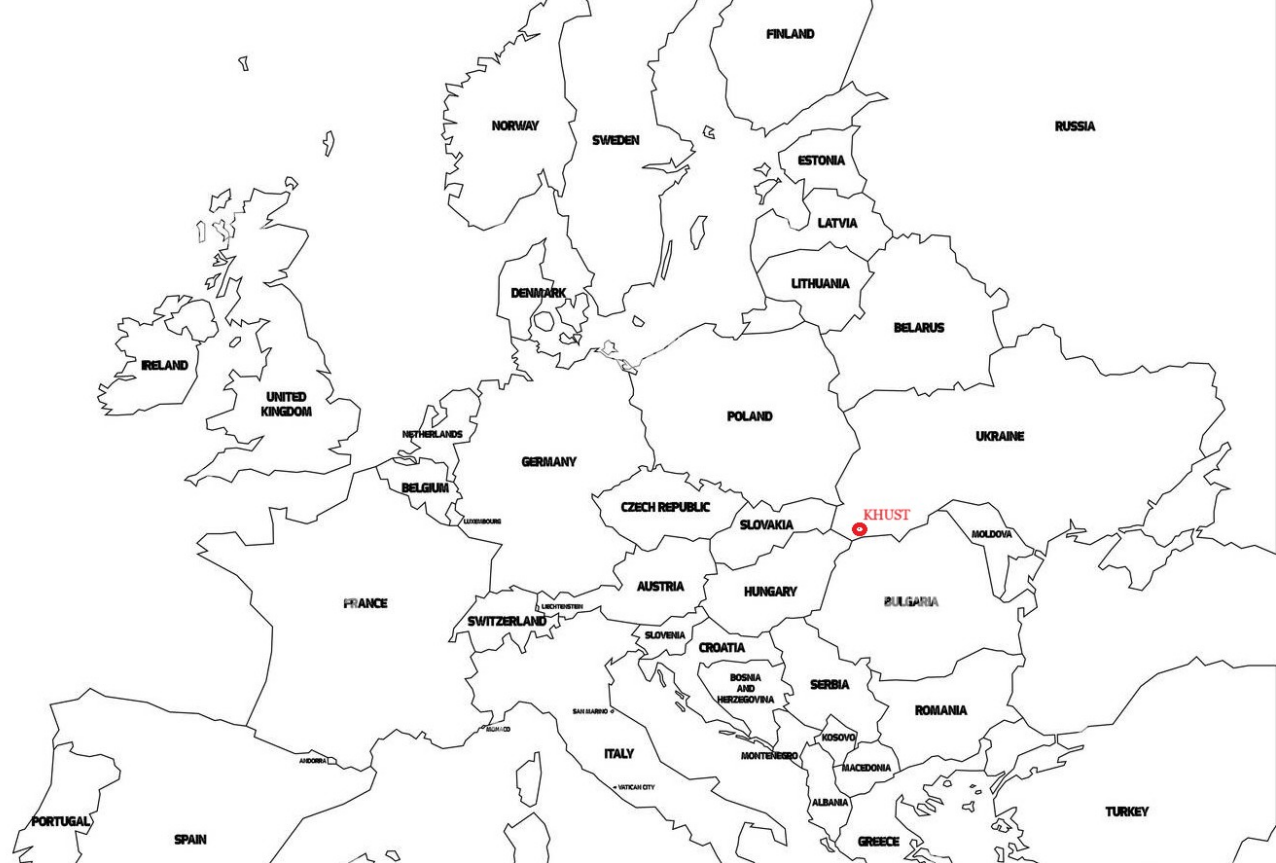 FINLAND
NORWAY
SWEDEN
RUSSIA
ESTONIA
LATVIA
LITHUANIA
DENMARK
BELARUS
IRELAND
UNITED
KINGDOM
POLAND
NETHERLANDS
UKRAINE
GERMANY
BELGIUM
CZECH REPUBLIC
KHUST
LUXEMBOURG
SLOVAKIA
MOLDOVA
AUSTRIA
HUNGARY
FRANCE
LIECHTENSTEIN
BULGARIA
SWITZERLAND
SLOVENIA
CROATIA
BOSNIA
AND
HERZEGOVINA
SERBIA
SAN MARINO
ROMANIA
MONACO
KOSOVO
ITALY
MONTENEGRO
ANDORRA
MACEDONIA
VATICAN CITY
ALBANIA
PORTUGAL
TURKEY
SPAIN
GREECE